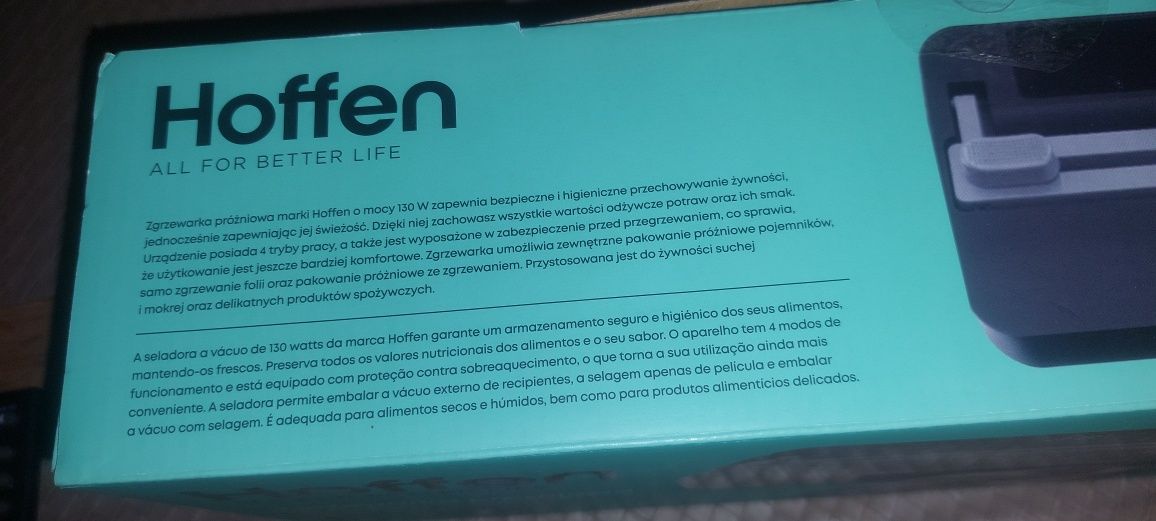 Hoffen
ALL FOR BETTER LIFE
Zgrzewarka próżniowa marki Hoffen o mocy 130 W zapewnia bezpieczne i higieniczne przechowywanie żywności,
jednocześnie zapewniając jej świeżość. Dzięki niej zachowasz wszystkie wartości odżywcze potraw oraz ich smak.
Urządzenie posiada 4 tryby pracy, a także jest wyposażone w zabezpieczenie przed przegrzewaniem, co sprawia,
że użytkowanie jest jeszcze bardziej komfortowe. Zgrzewarka umożliwia zewnętrzne pakowanie próżniowe pojemników,
samo zgrzewanie folii oraz pakowanie próżniowe ze zgrzewaniem. Przystosowana jest do żywności suchej
i mokrej oraz delikatnych produktów spożywczych.
A seladora a vácuo de 130 watts da marca Hoffen garante um armazenamento seguro e higiénico dos seus alimentos,
mantendo-os frescos. Preserva todos os valores nutricionais dos alimentos e o seu sabor. O aparelho tem 4 modos de
funcionamento e está equipado com proteção contra sobreaquecimento, o que torna a sua utilização ainda mais
conveniente. A seladora permite embalar a vácuo externo de recipientes, a selagem apenas de película e embalar
a vácuo com selagem. É adequada para alimentos secos e húmidos, bem como para produtos alimentícios delicados.
Hoffen